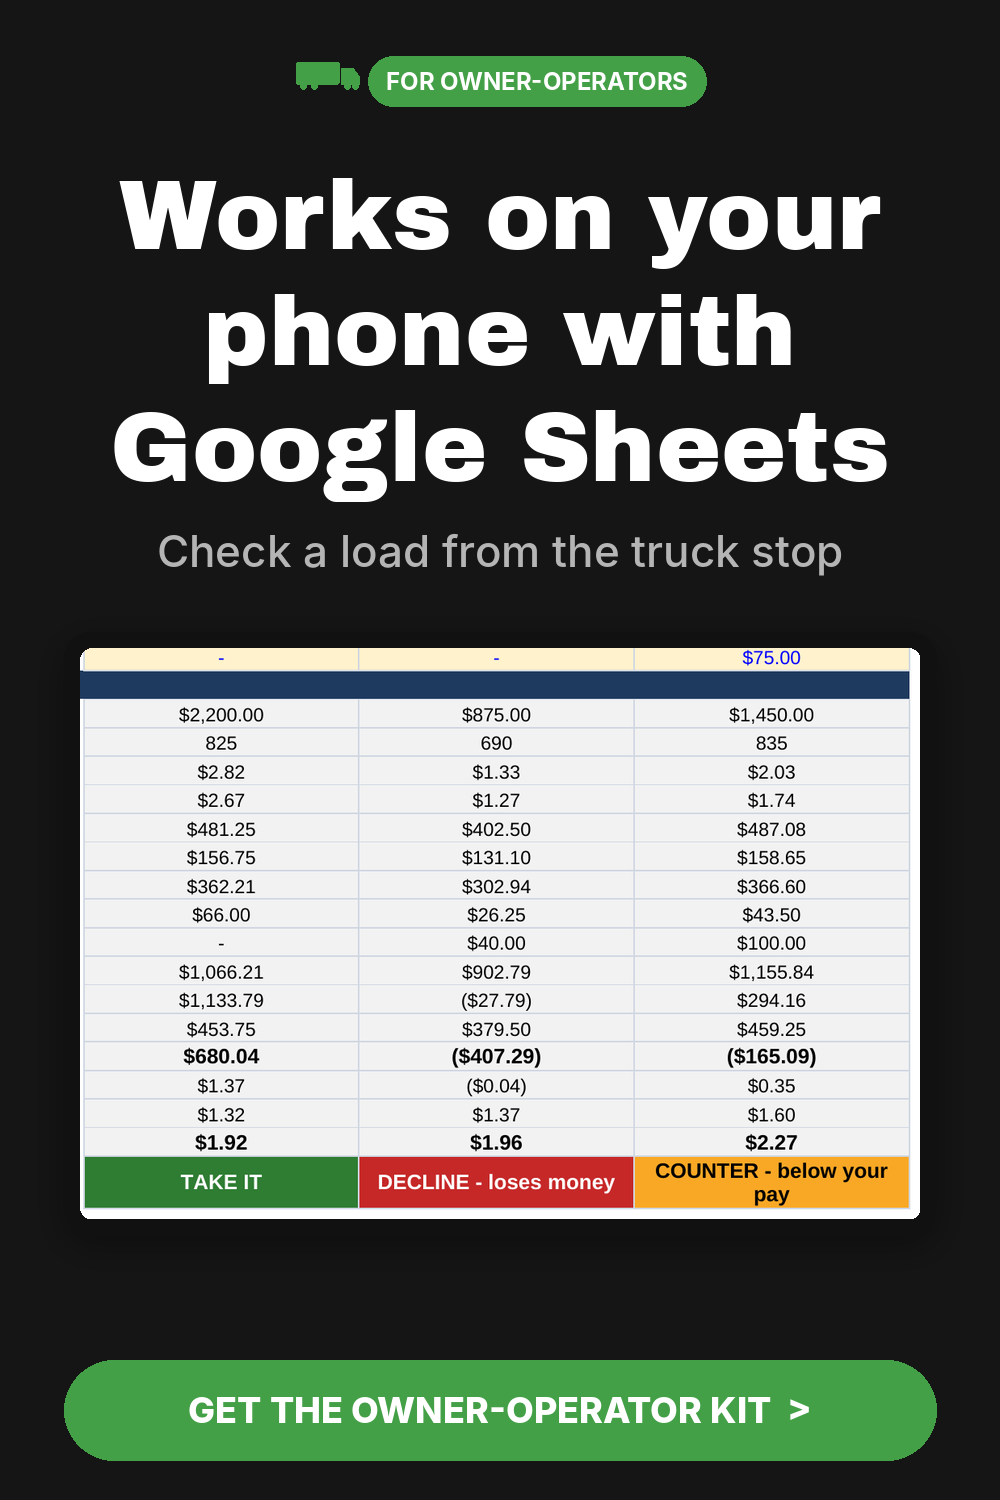 FOR OWNER-OPERATORS
Works on your
phone with
Google Sheets
Check a load from the truck stop
- - $75.00
$2,200.00 $875.00 $1,450.00
825 690 835
$2.82 $1.33 $2.03
$2.67 $1.27 $1.74
$481.25 $402.50 $487.08
$156.75 $131.10 $158.65
$362.21 $302.94 $366.60
$66.00 $26.25 $43.50
- $40.00 $100.00
$1,066.21 $902.79 $1,155.84
$1,133.79 ($27.79) $294.16
$453.75 $379.50 $459.25
$680.04 ($407.29) ($165.09)
$1.37 ($0.04) $0.35
$1.32 $1.37 $1.60
$1.92 $1.96 $2.27
TAKE IT DECLINE - loses money COUNTER - below your
pay
GET THE OWNER-OPERATOR KIT >